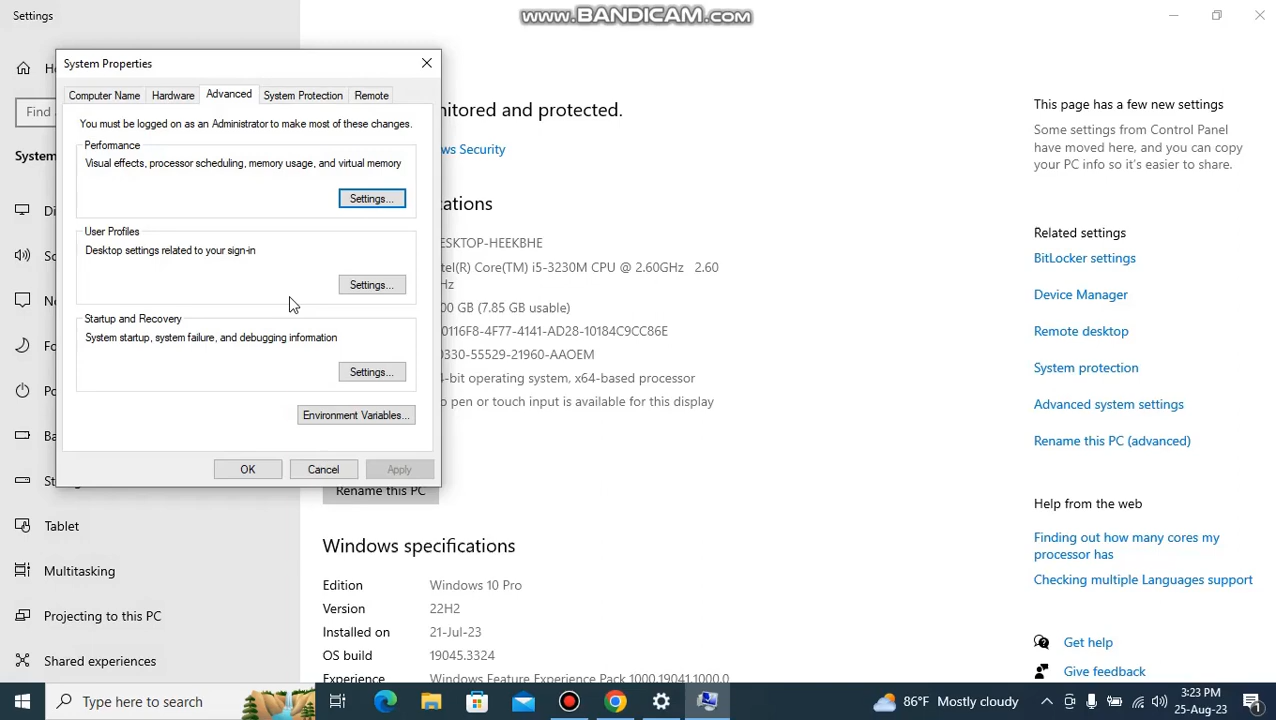 Settings
www.BANDICAM.com
System Properties
Computer Name
Hardware
Advanced
System Protection
Remote
You must be logged on as an Administrator to make most of these changes.
Performance
Visual effects, processor scheduling, memory usage, and virtual memory
Settings...
User Profiles
Desktop settings related to your sign-in
Settings...
Startup and Recovery
System startup, system failure, and debugging information
Settings...
Environment Variables...
OK
Cancel
Apply
Find
System
Tablet
Multitasking
Projecting to this PC
Shared experiences
nitored and protected.
ws Security
ations
ESKTOP-HEEKBHE
tel(R) Core(TM) i5-3230M CPU @ 2.60GHz 2.60
Hz
00 GB (7.85 GB usable)
0116F8-4F77-4141-AD28-10184C9CC86E
0330-55529-21960-AAOEM
4-bit operating system, x64-based processor
o pen or touch input is available for this display
Rename this PC
Windows specifications
Edition Windows 10 Pro
Version 22H2
Installed on 21-Jul-23
OS build 19045.3324
Experience Windows Feature Experience Pack 1000.19041.1000.0
This page has a few new settings
Some settings from Control Panel
have moved here, and you can copy
your PC info so it's easier to share.
Related settings
BitLocker settings
Device Manager
Remote desktop
System protection
Advanced system settings
Rename this PC (advanced)
Help from the web
Finding out how many cores my
processor has
Checking multiple Languages support
Get help
Give feedback
Type here to search
86°F Mostly cloudy
3:23 PM
25-Aug-23
1